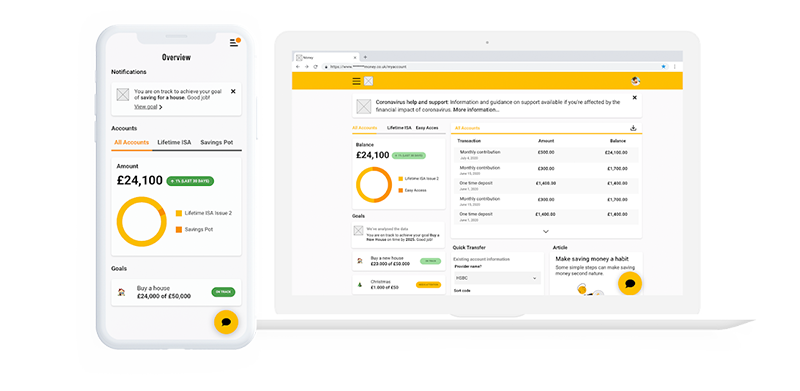 Overview
Notifications
You are on track to achieve your goal
of saving for a house. Good job!
View goal >
Accounts
All Accounts Lifetime ISA Savings Pot
Amount
£24,100
1% (LAST 30 DAYS)
Lifetime ISA Issue 2
Savings Pot
Goals
Buy a house
£24,000 of £50,000
ON TRACK
Money
https://www.*******money.co.uk/myaccount
Coronavirus help and support: Information and guidance on support available if you're affected by the
financial impact of coronavirus. More information...
All Accounts Lifetime ISA Easy Acces
Balance
£24,100
1% (LAST 30 DAYS)
Lifetime ISA Issue 2
Easy Access
Goals
We've analysed the data
You are on track to achieve your goal Buy a
New House on time by 2025. Good job!
Buy a new house
£20.000 of £50.000
ON TRACK
Christmas
£1.000 of £50
All Accounts
Transaction Amount Balance
Monthly contribution £500.00 £24,100.00
July 4, 2020
Monthly contribution £300.00 £1,700.00
June 15, 2020
One time deposit £1,400.00 £1,400.00
June 1, 2020
Monthly contribution £300.00 £1,700.00
June 15, 2020
One time deposit £1,400.00 £1,400.00
June 1, 2020
Quick Transfer
Existing account information
Provider name*
HSBC
Sort code
Article
Make saving money a habit
Some simple steps can make saving
money second nature.